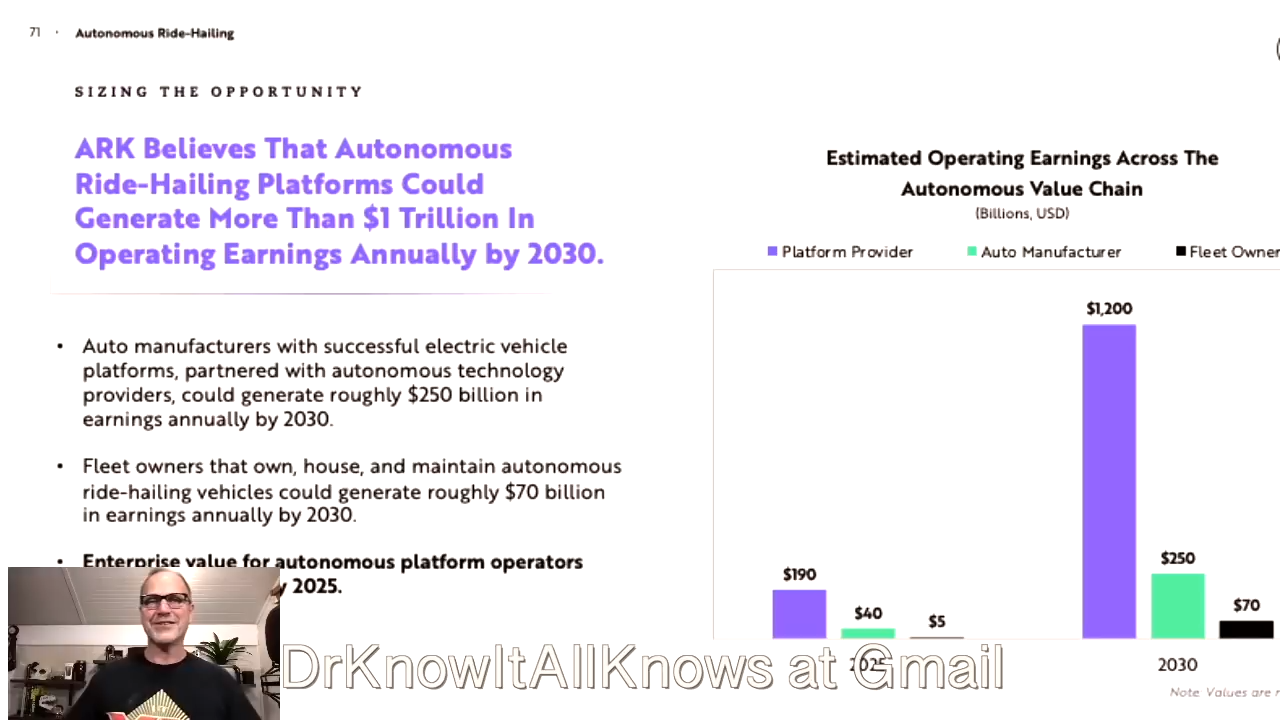 71 · Autonomous Ride-Hailing
SIZING THE OPPORTUNITY
ARK Believes That Autonomous
Ride-Hailing Platforms Could
Generate More Than $1 Trillion In
Operating Earnings Annually by 2030.
• Auto manufacturers with successful electric vehicle
platforms, partnered with autonomous technology
providers, could generate roughly $250 billion in
earnings annually by 2030.
• Fleet owners that own, house, and maintain autonomous
ride-hailing vehicles could generate roughly $70 billion
in earnings annually by 2030.
• Enterprise value for autonomous platform operators
2025.
Estimated Operating Earnings Across The
Autonomous Value Chain
(Billions, USD)
Platform Provider Auto Manufacturer Fleet Owner
$1,200
$250
$190
$70
$40
$5
2025 2030
Note: Values are
DrKnowItAllKnows at Gmail